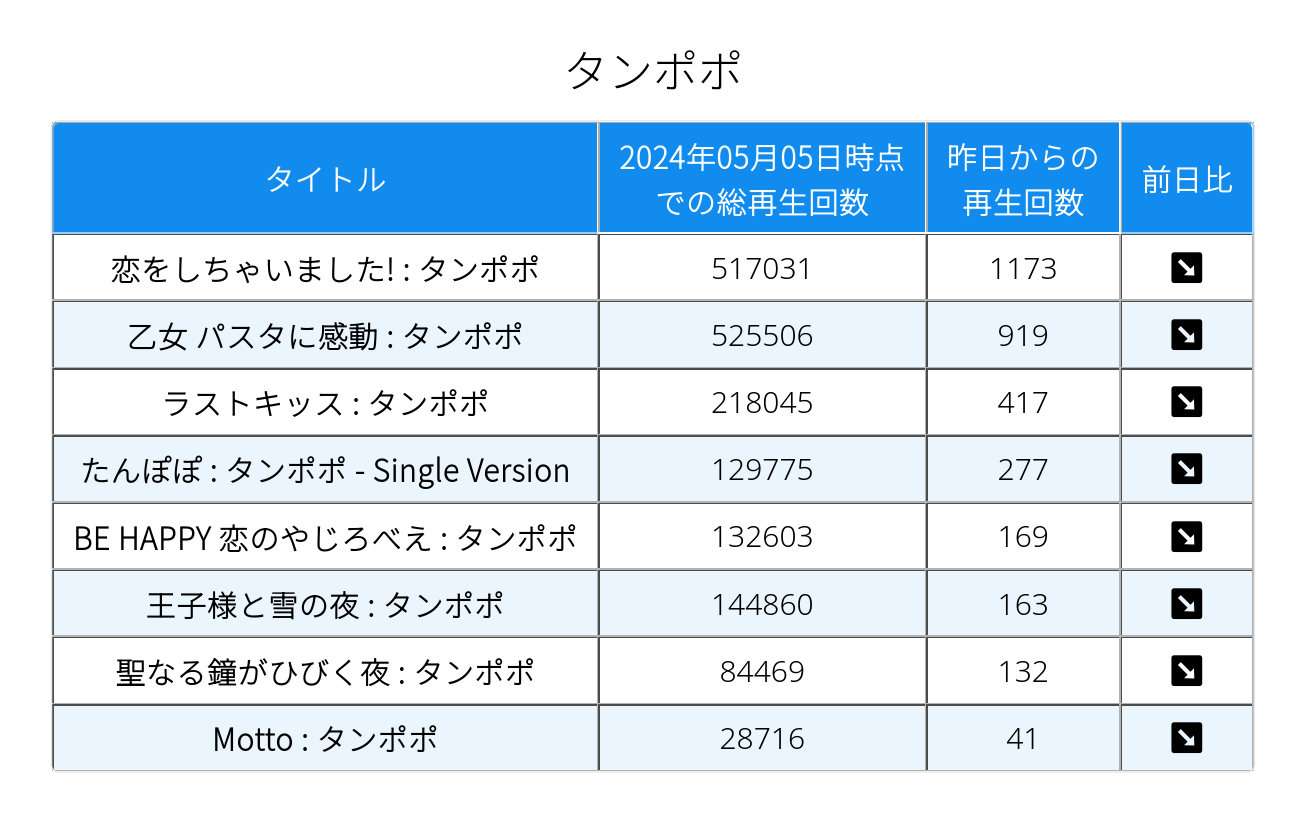 タンポポ
タイトル 2024年05月05日時点での総再生回数 昨日からの再生回数 前日比
恋をしちゃいました! : タンポポ 517031 1173 ↘
乙女 パスタに感動 : タンポポ 525506 919 ↘
ラストキッス : タンポポ 218045 417 ↘
たんぽぽ : タンポポ - Single Version 129775 277 ↘
BE HAPPY 恋のやじろべえ : タンポポ 132603 169 ↘
王子様と雪の夜 : タンポポ 144860 163 ↘
聖なる鐘がひびく夜 : タンポポ 84469 132 ↘
Motto : タンポポ 28716 41 ↘